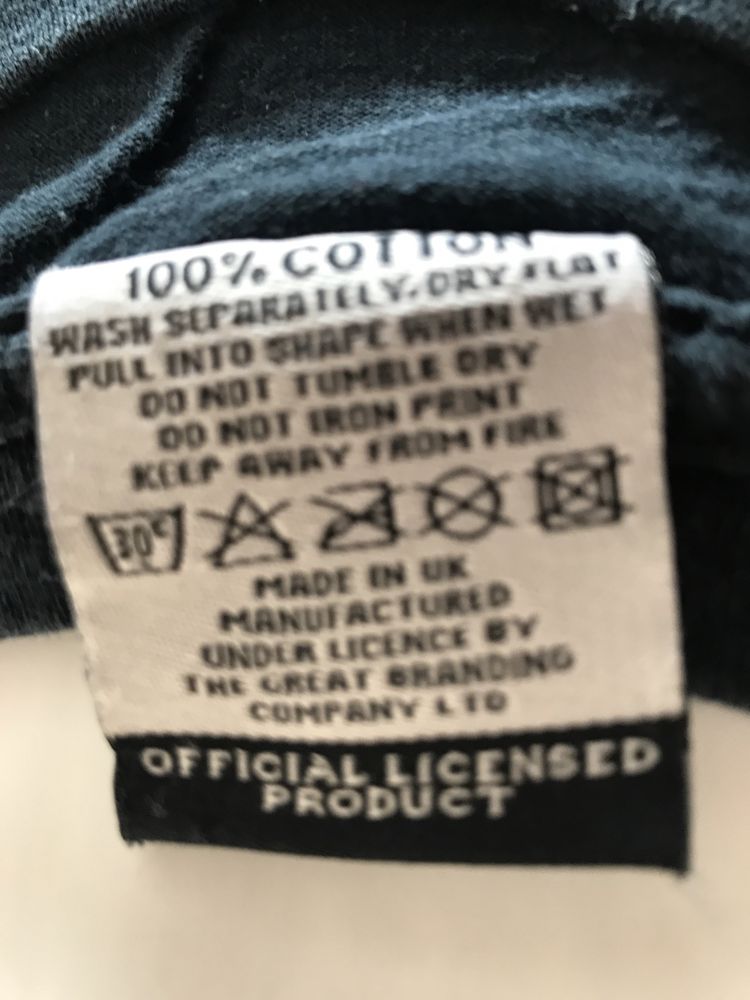 100% COTTON
WASH SEPARATELY. DRY FLAT
PULL INTO SHAPE WHEN WET
DO NOT TUMBLE DRY
DO NOT IRON PRINT
KEEP AWAY FROM FIRE
30°C
MADE IN UK
MANUFACTURED
UNDER LICENCE BY
THE GREAT BRANDING
COMPANY LTD
OFFICIAL LICENSED
PRODUCT